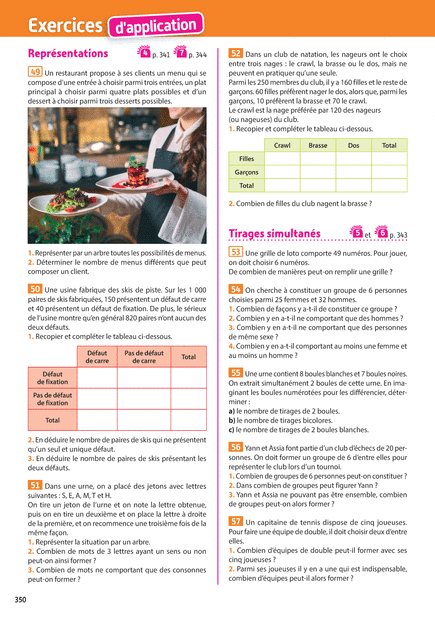 Exercices d'application
Représentations 4 p. 341 7 p. 344
49 Un restaurant propose à ses clients un menu qui se
compose d'une entrée à choisir parmi trois entrées, un plat
principal à choisir parmi quatre plats possibles et d'un
dessert à choisir parmi trois desserts possibles.
1. Représenter par un arbre toutes les possibilités de menus.
2. Déterminer le nombre de menus différents que peut
composer un client.
50 Une usine fabrique des skis de piste. Sur les 1 000
paires de skis fabriquées, 150 présentent un défaut de carre
et 40 présentent un défaut de fixation. De plus, le sérieux
de l'usine montre qu'en général 820 paires n'ont aucun des
deux défauts.
1. Recopier et compléter le tableau ci-dessous.
Défaut de carre Pas de défaut de carre Total
Défaut
de fixation
Pas de défaut
de fixation
Total
2. En déduire le nombre de paires de skis qui ne présentent
qu'un seul et unique défaut.
3. En déduire le nombre de paires de skis présentant les
deux défauts.
51 Dans une urne, on a placé des jetons avec lettres
suivantes : S, E, A, M, T et H.
On tire un jeton de l'urne et on note la lettre obtenue,
puis on en tire un deuxième et on place la lettre à droite
de la première, et on recommence une troisième fois de la
même façon.
1. Représenter la situation par un arbre.
2. Combien de mots de 3 lettres ayant un sens ou non
peut-on ainsi former ?
3. Combien de mots ne comportant que des consonnes
peut-on former ?
52 Dans un club de natation, les nageurs ont le choix
entre trois nages : le crawl, la brasse ou le dos, mais ne
peuvent en pratiquer qu'une seule.
Parmi les 250 membres du club, il y a 160 filles et le reste de
garçons. 60 filles préfèrent nager le dos, alors que, parmi les
garçons, 10 préfèrent la brasse et 70 le crawl.
Le crawl est la nage préférée par 120 des nageurs
(ou nageuses) du club.
1. Recopier et compléter le tableau ci-dessous.
Crawl Brasse Dos Total
Filles
Garçons
Total
2. Combien de filles du club nagent la brasse ?
Tirages simultanés 5 et 6 p. 343
53 Une grille de loto comporte 49 numéros. Pour jouer,
on doit choisir 6 numéros.
De combien de manières peut-on remplir une grille ?
54 On cherche à constituer un groupe de 6 personnes
choisies parmi 25 femmes et 32 hommes.
1. Combien de façons y a-t-il de constituer ce groupe ?
2. Combien y en a-t-il ne comportant que des hommes ?
3. Combien y en a-t-il ne comportant que des personnes
de même sexe ?
4. Combien y en a-t-il comportant au moins une femme et
au moins un homme ?
55 Une urne contient 8 boules blanches et 7 boules noires.
On extrait simultanément 2 boules de cette urne. En ima-
ginant les boules numérotées pour les différencier, déter-
miner :
a) le nombre de tirages de 2 boules.
b) le nombre de tirages bicolores.
c) le nombre de tirages de 2 boules blanches.
56 Yann et Assia font partie d'un club d'échecs de 20 per-
sonnes. On doit former un groupe de 6 d'entre elles pour
représenter le club lors d'un tournoi.
1. Combien de groupes de 6 personnes peut-on constituer ?
2. Dans combien de groupes peut figurer Yann ?
3. Yann et Assia ne pouvant pas être ensemble, combien
de groupes peut-on alors former ?
57 Un capitaine de tennis dispose de cinq joueuses.
Pour faire une équipe de double, il doit choisir deux d'entre
elles.
1. Combien d'équipes de double peut-il former avec ses
cinq joueuses ?
2. Parmi ses joueuses il y en a une qui est indispensable,
combien d'équipes peut-il alors former ?
350